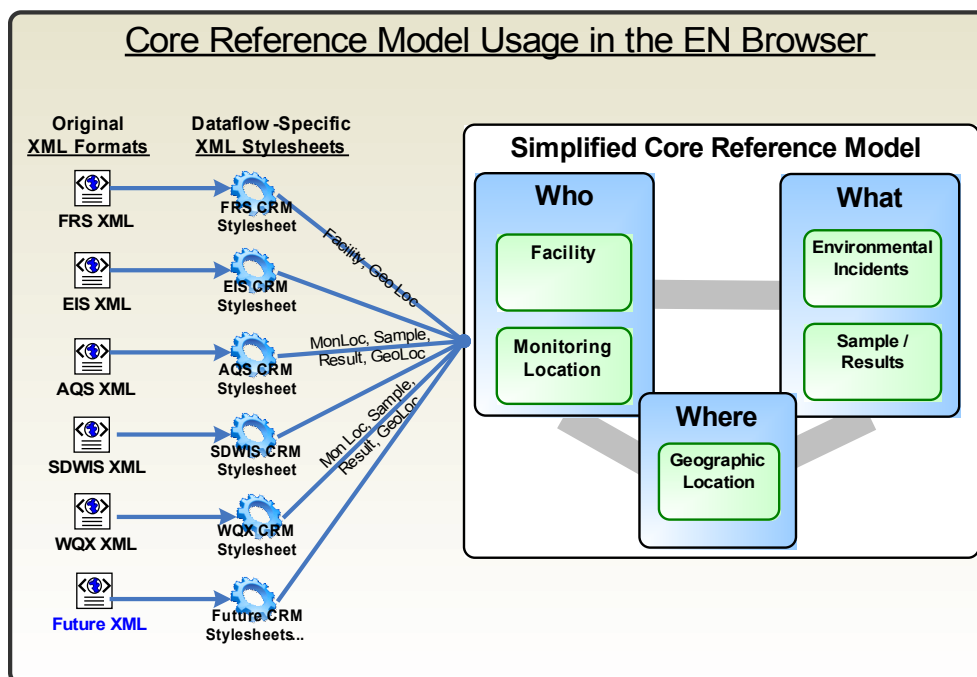 Core Reference Model Usage in the EN Browser
Original
XML Formats
Dataflow -Specific
XML Stylesheets
FRS XML
FRS CRM
Stylesheet
EIS XML
EIS CRM
Stylesheet
AQS XML
AQS CRM
Stylesheet
SDWIS XML
SDWIS CRM
Stylesheet
WQX XML
WQX CRM
Stylesheet
Future XML
Future CRM
Stylesheets...
Facility, Geo Loc
MonLoc, Sample,
Result, GeoLoc
Mon Loc, Sample,
Result, GeoLoc
Simplified Core Reference Model
Who
Facility
Monitoring
Location
What
Environmental
Incidents
Sample /
Results
Where
Geographic
Location